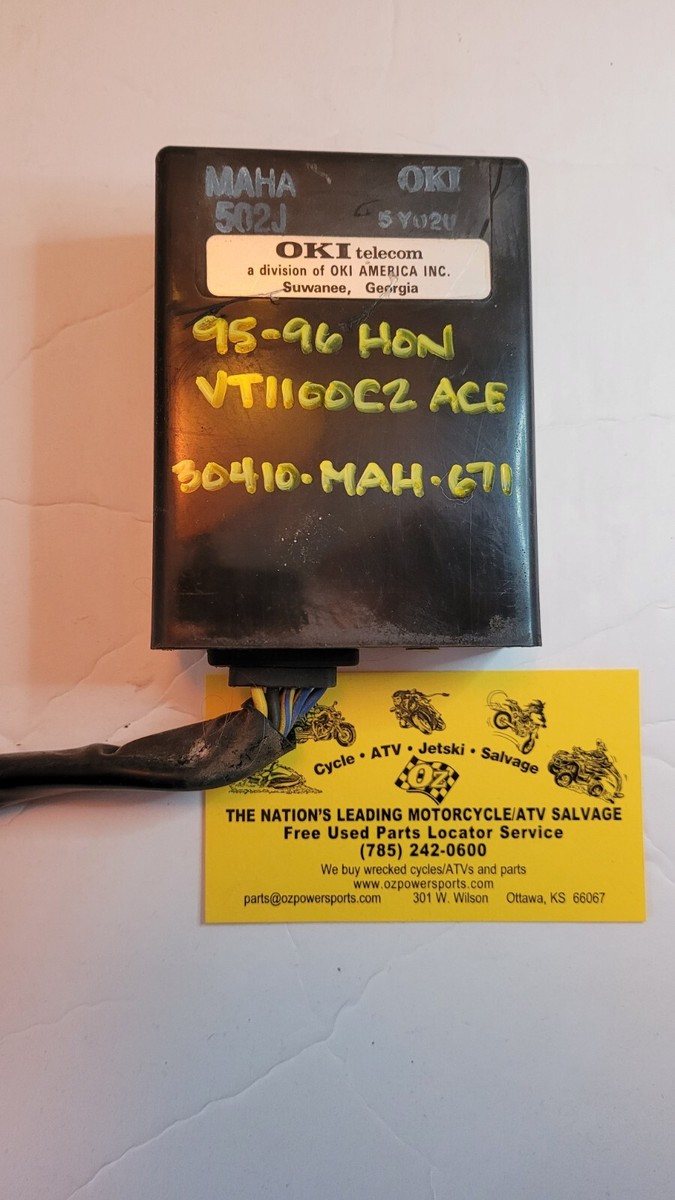 MAHA OKI
502J 5Y02U
OKI telecom
a division of OKI AMERICA INC.
Suwanee, Georgia
95-96 HON
VT1100C2 ACE
30410·MAH·671
Cycle • ATV • Jetski • Salvage
Oz
THE NATION'S LEADING MOTORCYCLE/ATV SALVAGE
Free Used Parts Locator Service
(785) 242-0600
We buy wrecked cycles/ATVs and parts
www.ozpowersports.com
parts@ozpowersports.com 301 W. Wilson Ottawa, KS 66067